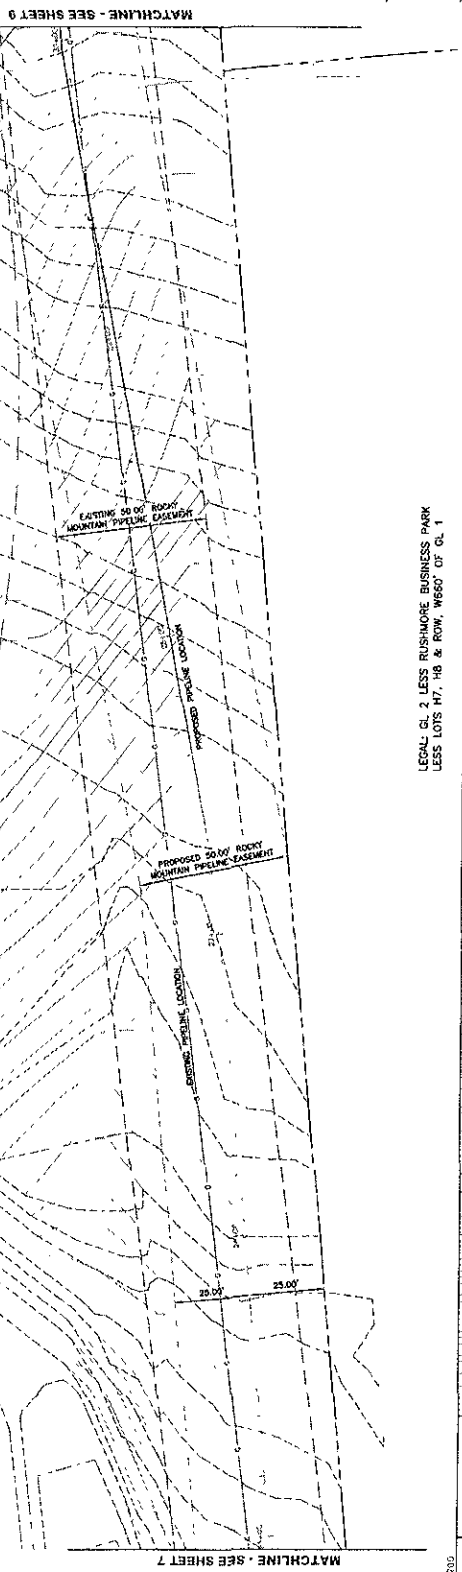 MATCHLINE - SEE SHEET 9
EXISTING 50.00' ROCKY
MOUNTAIN PIPELINE EASEMENT
PROPOSED PIPELINE LOCATION
PROPOSED 50.00' ROCKY
MOUNTAIN PIPELINE EASEMENT
EXISTING PIPELINE LOCATION
25.00'
25.00'
LEGAL: GL 2 LESS RUSHMORE BUSINESS PARK
LESS LOTS H7, H8 & ROW, W660' OF GL 1
MATCHLINE - SEE SHEET 7